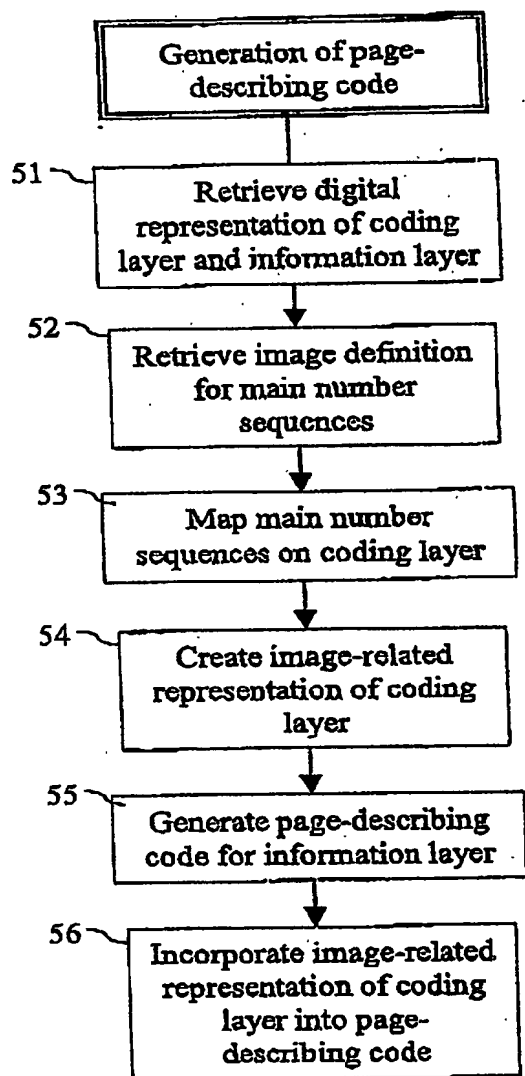 Generation of page-
describing code
51
Retrieve digital
representation of coding
layer and information layer
52
Retrieve image definition
for main number
sequences
53
Map main number
sequences on coding layer
54
Create image-related
representation of coding
layer
55
Generate page-describing
code for information layer
56
Incorporate image-related
representation of coding
layer into page-
describing code